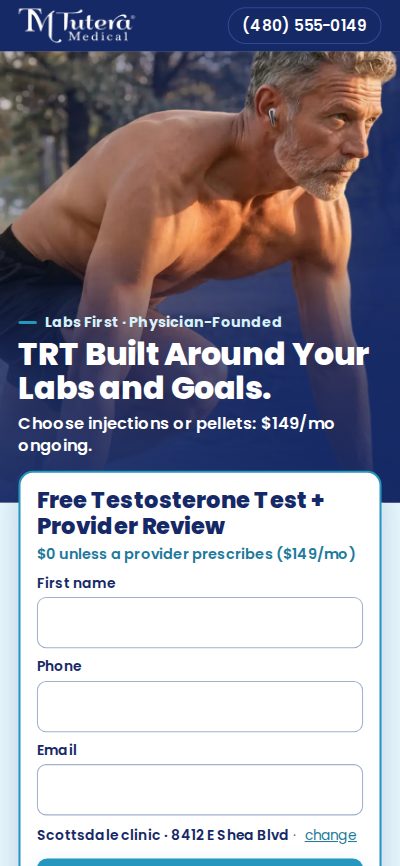 Tutera®
Medical
(480) 555-0149
Labs First · Physician-Founded
TRT Built Around Your
Labs and Goals.
Choose injections or pellets: $149/mo
ongoing.
Free Testosterone Test +
Provider Review
$0 unless a provider prescribes ($149/mo)
First name
Phone
Email
Scottsdale clinic · 8412 E Shea Blvd · change